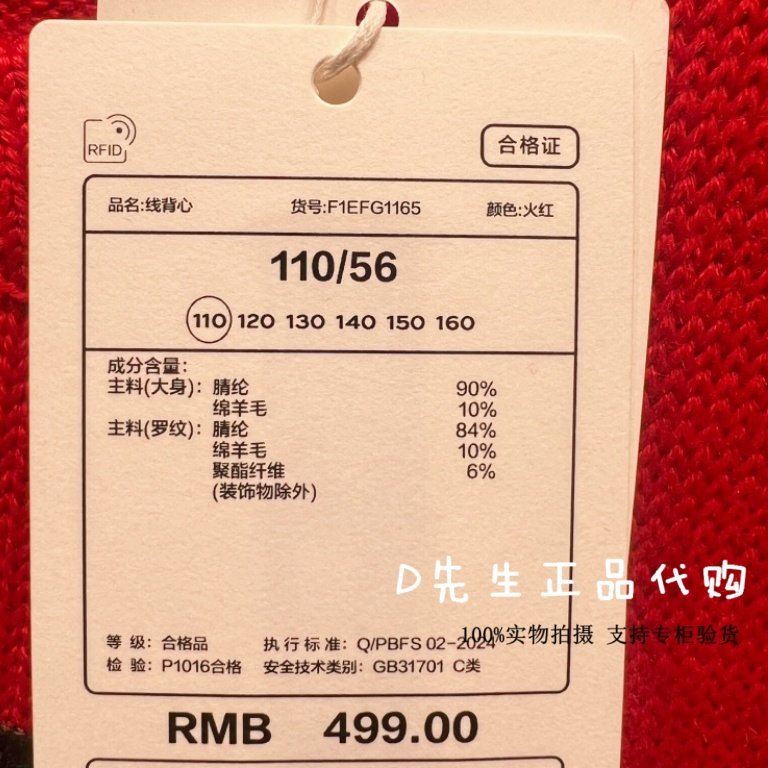 RFID
合格证
品名:线背心 货号:F1EFG1165 颜色:火红
110/56
110 120 130 140 150 160
成分含量:
主料(大身): 腈纶 90%
绵羊毛 10%
主料(罗纹): 腈纶 84%
绵羊毛 10%
聚酯纤维 6%
(装饰物除外)
D先生正品代购
100%实物拍摄 支持专柜验货
等级: 合格品 执行标准: Q/PBFS 02-2024
检验: P1016合格 安全技术类别: GB31701 C类
RMB 499.00